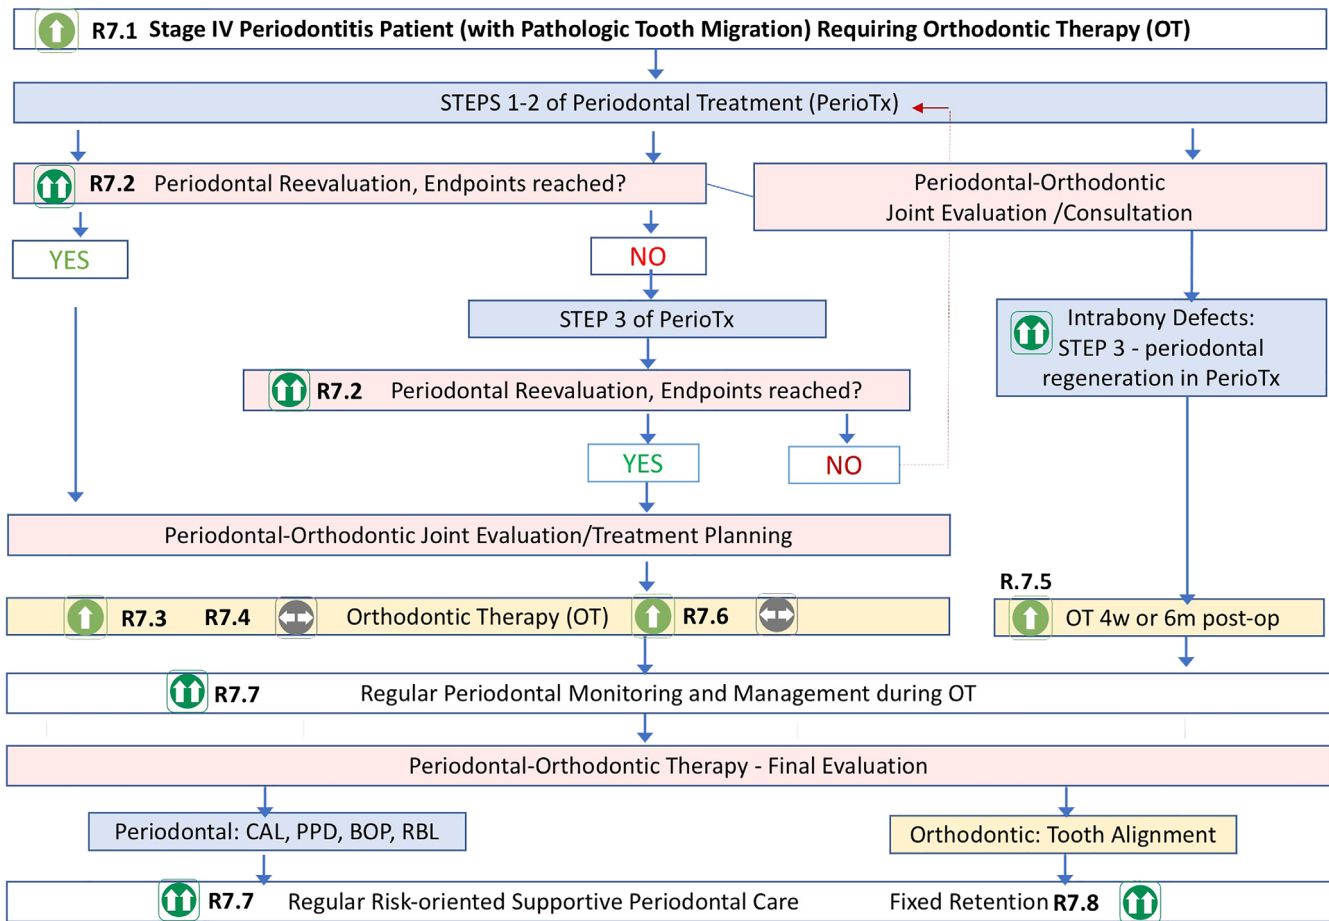 R7.1 Stage IV Periodontitis Patient (with Pathologic Tooth Migration) Requiring Orthodontic Therapy (OT)
STEPS 1-2 of Periodontal Treatment (PerioTx)
R7.2 Periodontal Reevaluation, Endpoints reached?
Periodontal-Orthodontic
Joint Evaluation /Consultation
YES
NO
STEP 3 of PerioTx
Intrabony Defects:
STEP 3 - periodontal
regeneration in PerioTx
R7.2 Periodontal Reevaluation, Endpoints reached?
YES
NO
Periodontal-Orthodontic Joint Evaluation/Treatment Planning
R7.3 R7.4 Orthodontic Therapy (OT) R7.6
R.7.5
OT 4w or 6m post-op
R7.7 Regular Periodontal Monitoring and Management during OT
Periodontal-Orthodontic Therapy - Final Evaluation
Periodontal: CAL, PPD, BOP, RBL
Orthodontic: Tooth Alignment
R7.7 Regular Risk-oriented Supportive Periodontal Care
Fixed Retention R7.8